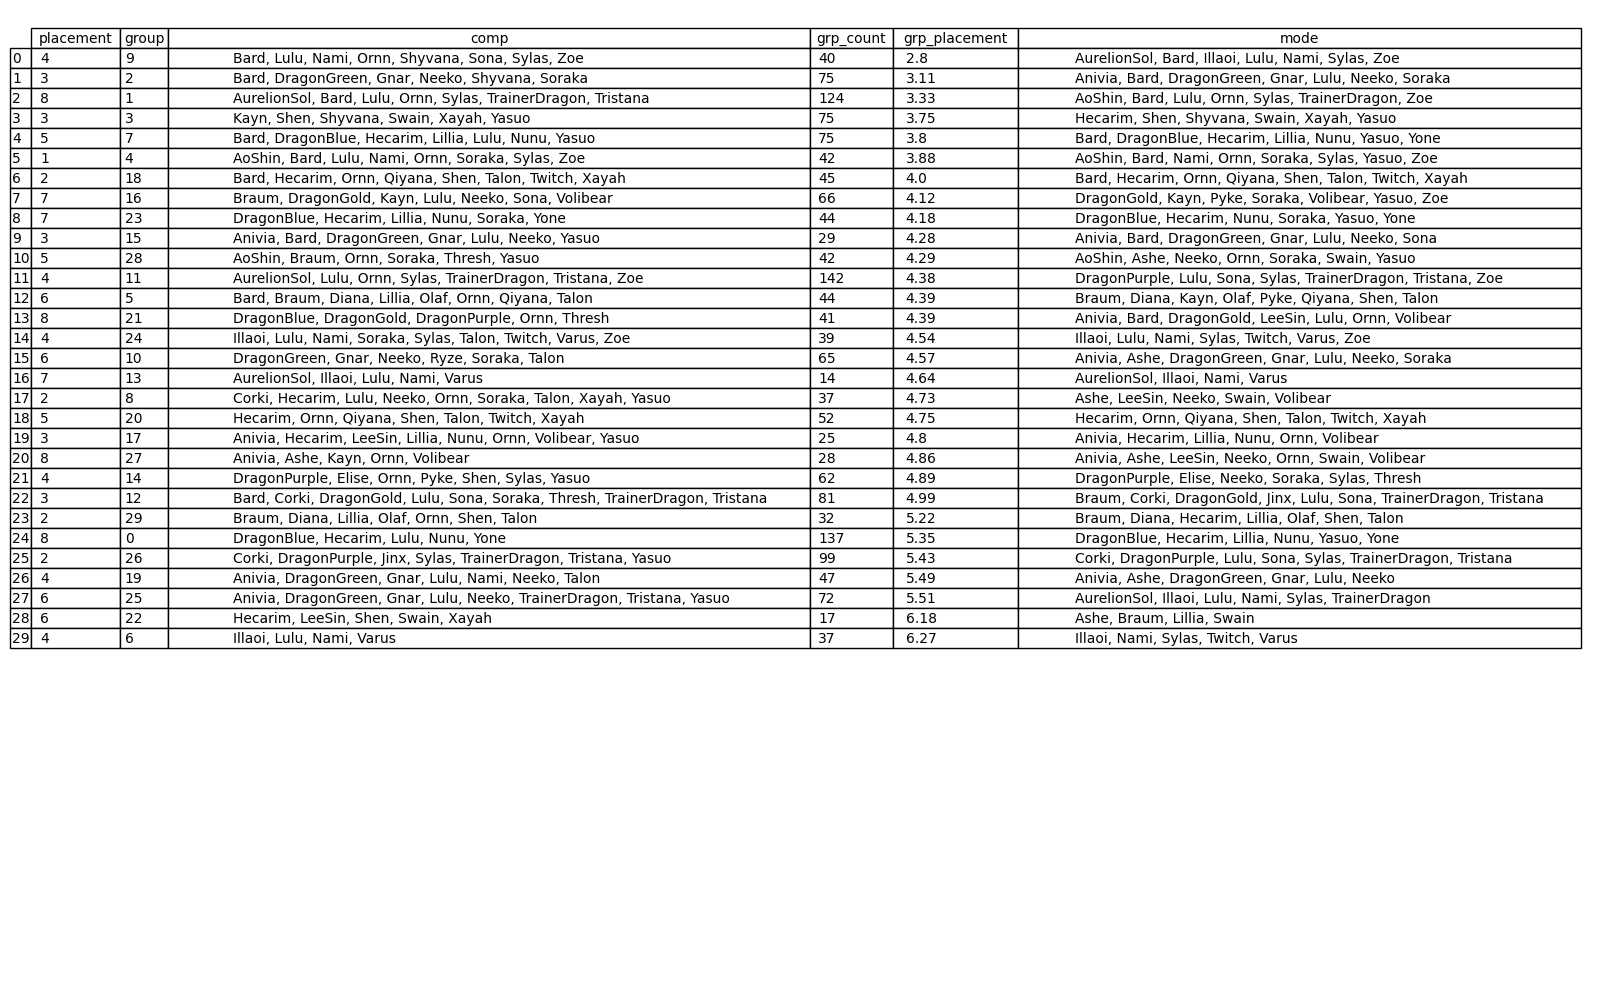 placement group comp grp_count grp_placement mode
0 4 9 Bard, Lulu, Nami, Ornn, Shyvana, Sona, Sylas, Zoe 40 2.8 AurelionSol, Bard, Illaoi, Lulu, Nami, Sylas, Zoe
1 3 2 Bard, DragonGreen, Gnar, Neeko, Shyvana, Soraka 75 3.11 Anivia, Bard, DragonGreen, Gnar, Lulu, Neeko, Soraka
2 8 1 AurelionSol, Bard, Lulu, Ornn, Sylas, TrainerDragon, Tristana 124 3.33 AoShin, Bard, Lulu, Ornn, Sylas, TrainerDragon, Zoe
3 3 3 Kayn, Shen, Shyvana, Swain, Xayah, Yasuo 75 3.75 Hecarim, Shen, Shyvana, Swain, Xayah, Yasuo
4 5 7 Bard, DragonBlue, Hecarim, Lillia, Lulu, Nunu, Yasuo 75 3.8 Bard, DragonBlue, Hecarim, Lillia, Nunu, Yasuo, Yone
5 1 4 AoShin, Bard, Lulu, Nami, Ornn, Soraka, Sylas, Zoe 42 3.88 AoShin, Bard, Nami, Ornn, Soraka, Sylas, Yasuo, Zoe
6 2 18 Bard, Hecarim, Ornn, Qiyana, Shen, Talon, Twitch, Xayah 45 4.0 Bard, Hecarim, Ornn, Qiyana, Shen, Talon, Twitch, Xayah
7 7 16 Braum, DragonGold, Kayn, Lulu, Neeko, Sona, Volibear 66 4.12 DragonGold, Kayn, Pyke, Soraka, Volibear, Yasuo, Zoe
8 7 23 DragonBlue, Hecarim, Lillia, Nunu, Soraka, Yone 44 4.18 DragonBlue, Hecarim, Nunu, Soraka, Yasuo, Yone
9 3 15 Anivia, Bard, DragonGreen, Gnar, Lulu, Neeko, Yasuo 29 4.28 Anivia, Bard, DragonGreen, Gnar, Lulu, Neeko, Sona
10 5 28 AoShin, Braum, Ornn, Soraka, Thresh, Yasuo 42 4.29 AoShin, Ashe, Neeko, Ornn, Soraka, Swain, Yasuo
11 4 11 AurelionSol, Lulu, Ornn, Sylas, TrainerDragon, Tristana, Zoe 142 4.38 DragonPurple, Lulu, Sona, Sylas, TrainerDragon, Tristana, Zoe
12 6 5 Bard, Braum, Diana, Lillia, Olaf, Ornn, Qiyana, Talon 44 4.39 Braum, Diana, Kayn, Olaf, Pyke, Qiyana, Shen, Talon
13 8 21 DragonBlue, DragonGold, DragonPurple, Ornn, Thresh 41 4.39 Anivia, Bard, DragonGold, LeeSin, Lulu, Ornn, Volibear
14 4 24 Illaoi, Lulu, Nami, Soraka, Sylas, Talon, Twitch, Varus, Zoe 39 4.54 Illaoi, Lulu, Nami, Sylas, Twitch, Varus, Zoe
15 6 10 DragonGreen, Gnar, Neeko, Ryze, Soraka, Talon 65 4.57 Anivia, Ashe, DragonGreen, Gnar, Lulu, Neeko, Soraka
16 7 13 AurelionSol, Illaoi, Lulu, Nami, Varus 14 4.64 AurelionSol, Illaoi, Nami, Varus
17 2 8 Corki, Hecarim, Lulu, Neeko, Ornn, Soraka, Talon, Xayah, Yasuo 37 4.73 Ashe, LeeSin, Neeko, Swain, Volibear
18 5 20 Hecarim, Ornn, Qiyana, Shen, Talon, Twitch, Xayah 52 4.75 Hecarim, Ornn, Qiyana, Shen, Talon, Twitch, Xayah
19 3 17 Anivia, Hecarim, LeeSin, Lillia, Nunu, Ornn, Volibear, Yasuo 25 4.8 Anivia, Hecarim, Lillia, Nunu, Ornn, Volibear
20 8 27 Anivia, Ashe, Kayn, Ornn, Volibear 28 4.86 Anivia, Ashe, LeeSin, Neeko, Ornn, Swain, Volibear
21 4 14 DragonPurple, Elise, Ornn, Pyke, Shen, Sylas, Yasuo 62 4.89 DragonPurple, Elise, Neeko, Soraka, Sylas, Thresh
22 3 12 Bard, Corki, DragonGold, Lulu, Sona, Soraka, Thresh, TrainerDragon, Tristana 81 4.99 Braum, Corki, DragonGold, Jinx, Lulu, Sona, TrainerDragon, Tristana
23 2 29 Braum, Diana, Lillia, Olaf, Ornn, Shen, Talon 32 5.22 Braum, Diana, Hecarim, Lillia, Olaf, Shen, Talon
24 8 0 DragonBlue, Hecarim, Lulu, Nunu, Yone 137 5.35 DragonBlue, Hecarim, Lillia, Nunu, Yasuo, Yone
25 2 26 Corki, DragonPurple, Jinx, Sylas, TrainerDragon, Tristana, Yasuo 99 5.43 Corki, DragonPurple, Lulu, Sona, Sylas, TrainerDragon, Tristana
26 4 19 Anivia, DragonGreen, Gnar, Lulu, Nami, Neeko, Talon 47 5.49 Anivia, Ashe, DragonGreen, Gnar, Lulu, Neeko
27 6 25 Anivia, DragonGreen, Gnar, Lulu, Neeko, TrainerDragon, Tristana, Yasuo 72 5.51 AurelionSol, Illaoi, Lulu, Nami, Sylas, TrainerDragon
28 6 22 Hecarim, LeeSin, Shen, Swain, Xayah 17 6.18 Ashe, Braum, Lillia, Swain
29 4 6 Illaoi, Lulu, Nami, Varus 37 6.27 Illaoi, Nami, Sylas, Twitch, Varus